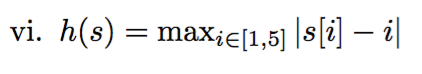 vi. h(s) = max_{i∈[1,5]} |s[i] − i|